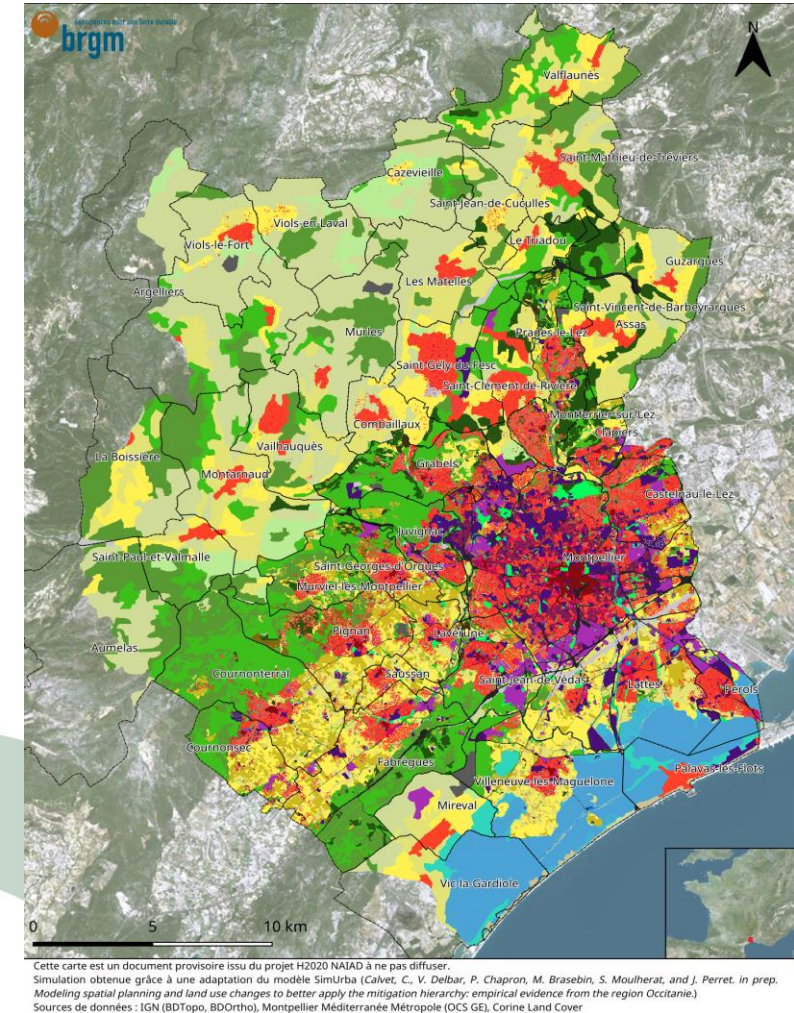 Géosciences pour une Terre durable
brgm
N
Valflaunès
Saint-Mathieu-de-Tréviers
Cazevieille
Saint-Jean-de-Cuculles
Viols-en-Laval
Viols-le-Fort
Le Triadou
Guzargues
Les Matelles
Argelliers
Saint-Vincent-de-Barbeyrargues
Murles
Prades-le-Lez
Assas
Saint-Gély-du-Fesc
Saint-Clément-de-Rivière
Combaillaux
Montferrier-sur-Lez
Clapiers
Vailhauquès
La Boissière
Grabels
Montarnaud
Castelnau-le-Lez
Juvignac
Saint-Paul-et-Valmalle
Montpellier
Saint-Georges-d'Orques
Murviel-lès-Montpellier
Pignan
Lavérune
Aumelas
Cournonterral
Saussan
Saint-Jean-de-Védas
Lattes
Pérols
Cournonsec
Fabrègues
Palavas-les-Flots
Villeneuve-lès-Maguelone
Mireval
Vic-la-Gardiole
0 5 10 km
Cette carte est un document provisoire issu du projet H2020 NAIAD à ne pas diffuser.
Simulation obtenue grâce à une adaptation du modèle SimUrba (Calvet, C., V. Delbar, P. Chapron, M. Brasebin, S. Moulherat, and J. Perret. in prep.
Modeling spatial planning and land use changes to better apply the mitigation hierarchy: empirical evidence from the region Occitanie.)
Sources de données : IGN (BDTopo, BDOrtho), Montpellier Méditerranée Métropole (OCS GE), Corine Land Cover